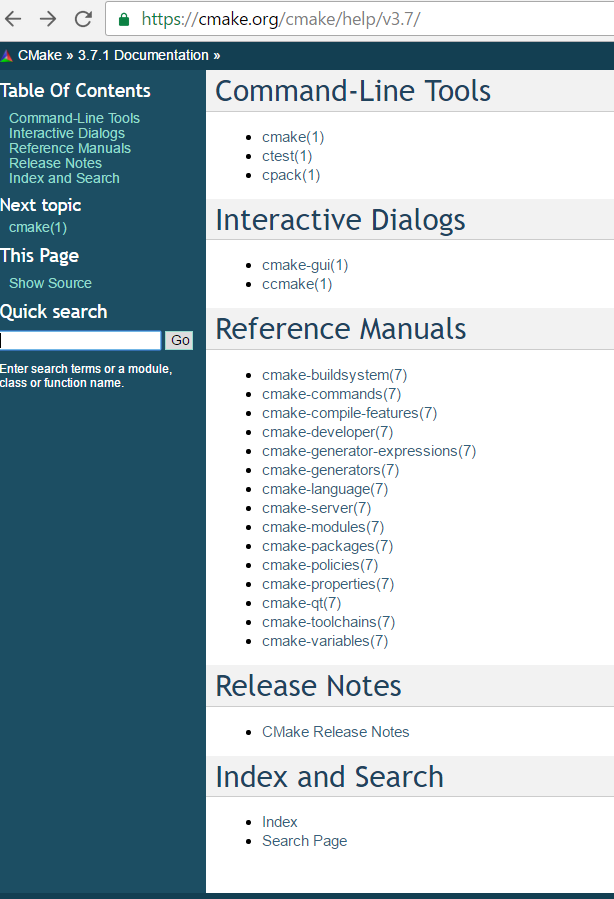 https://cmake.org/cmake/help/v3.7/
CMake » 3.7.1 Documentation »
Table Of Contents
Command-Line Tools
Interactive Dialogs
Reference Manuals
Release Notes
Index and Search
Next topic
cmake(1)
This Page
Show Source
Quick search
Go
Enter search terms or a module,
class or function name.
Command-Line Tools
cmake(1)
ctest(1)
cpack(1)
Interactive Dialogs
cmake-gui(1)
ccmake(1)
Reference Manuals
cmake-buildsystem(7)
cmake-commands(7)
cmake-compile-features(7)
cmake-developer(7)
cmake-generator-expressions(7)
cmake-generators(7)
cmake-language(7)
cmake-server(7)
cmake-modules(7)
cmake-packages(7)
cmake-policies(7)
cmake-properties(7)
cmake-qt(7)
cmake-toolchains(7)
cmake-variables(7)
Release Notes
CMake Release Notes
Index and Search
Index
Search Page